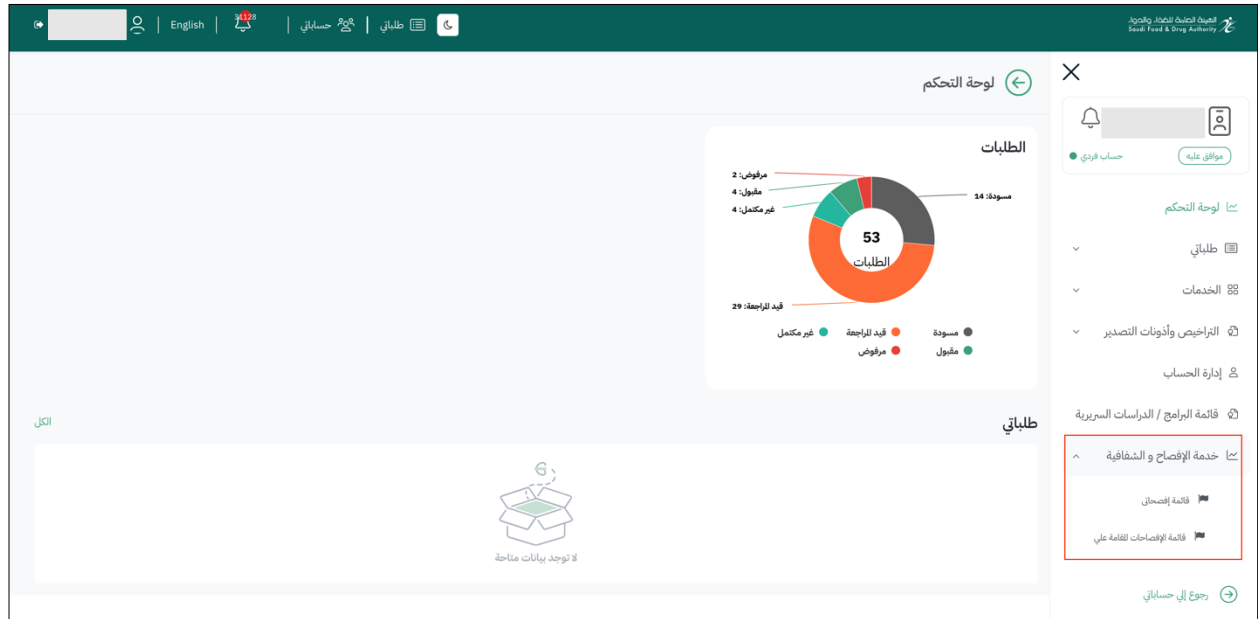 الهيئة العامة للغذاء والدواء
Saudi Food & Drug Authority
طلباتي
حساباتي
English
لوحة التحكم
موافق عليه
حساب فردي
لوحة التحكم
طلباتي
الخدمات
التراخيص وأذونات التصدير
إدارة الحساب
قائمة البرامج / الدراسات السريرية
خدمة الإفصاح و الشفافية
قائمة إفصحاتي
قائمة الإفصاحات المقامة علي
رجوع إلي حساباتي
الطلبات
مرفوض: 2
مقبول: 4
غير مكتمل: 4
مسودة: 14
53
الطلبات
قيد المراجعة: 29
مسودة
قيد المراجعة
غير مكتمل
مقبول
مرفوض
طلباتي
الكل
لا توجد بيانات متاحة